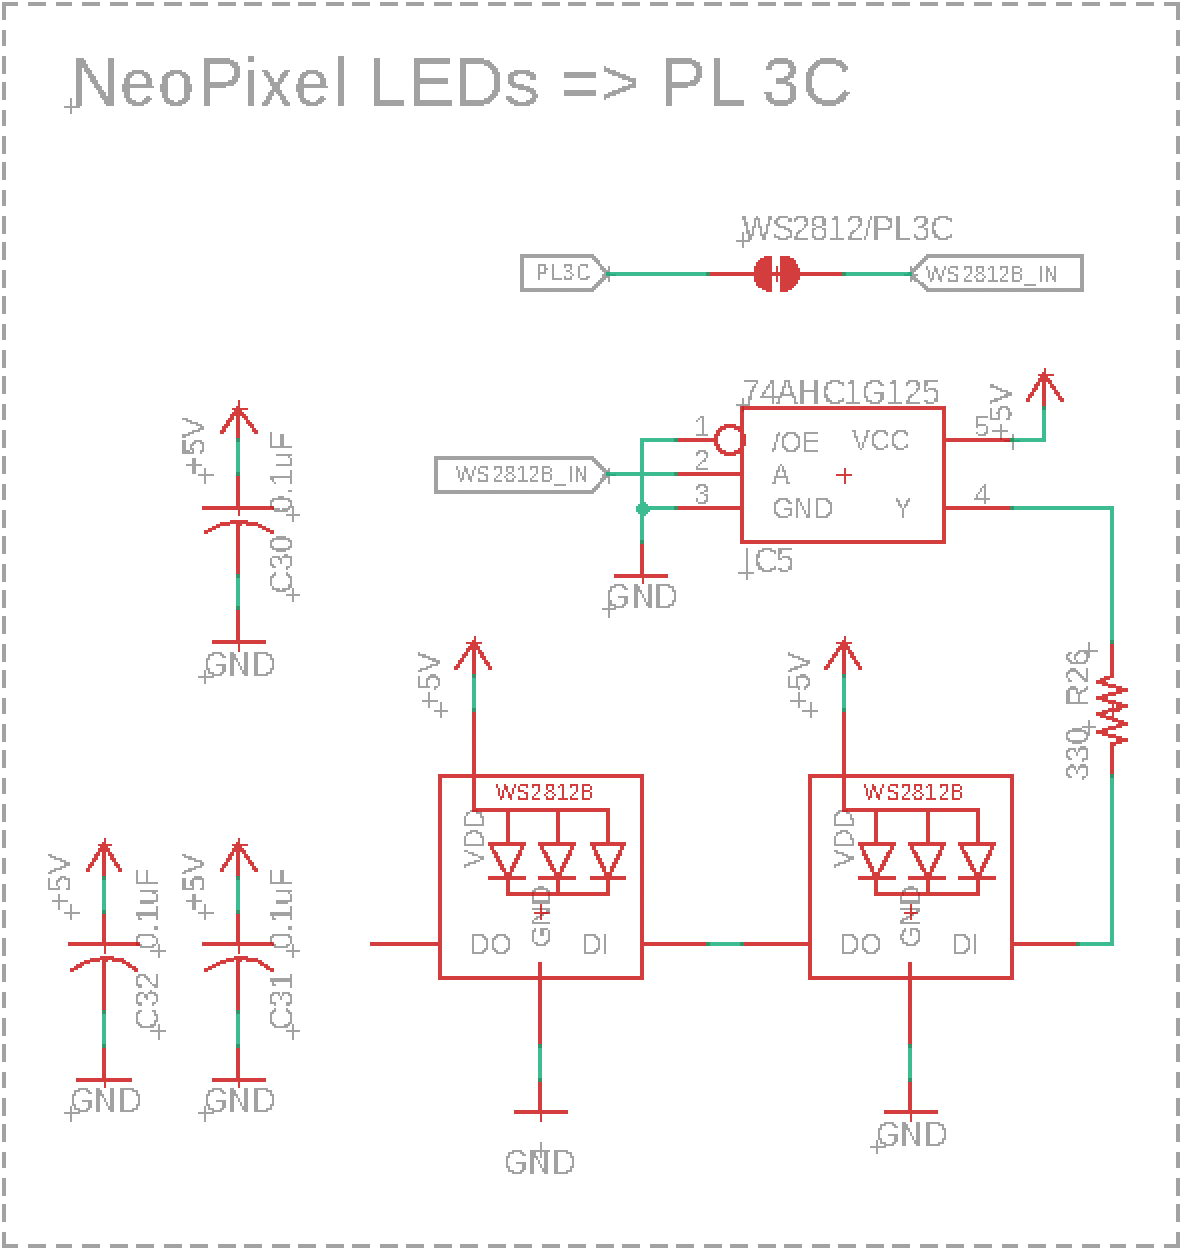 NeoPixel LEDs => PL 3C
WS2812/PL3C
PL3C
WS2812B_IN
74AHC1G125
+5V
1
/OE
VCC
5
WS2812B_IN
2
A
3
GND
Y
4
IC5
GND
+5V
0.1uF
C30
GND
+5V
+5V
R26
330
WS2812B
VDD
GND
DO
DI
GND
WS2812B
VDD
GND
DO
DI
GND
+5V
0.1uF
C32
GND
+5V
0.1uF
C31
GND